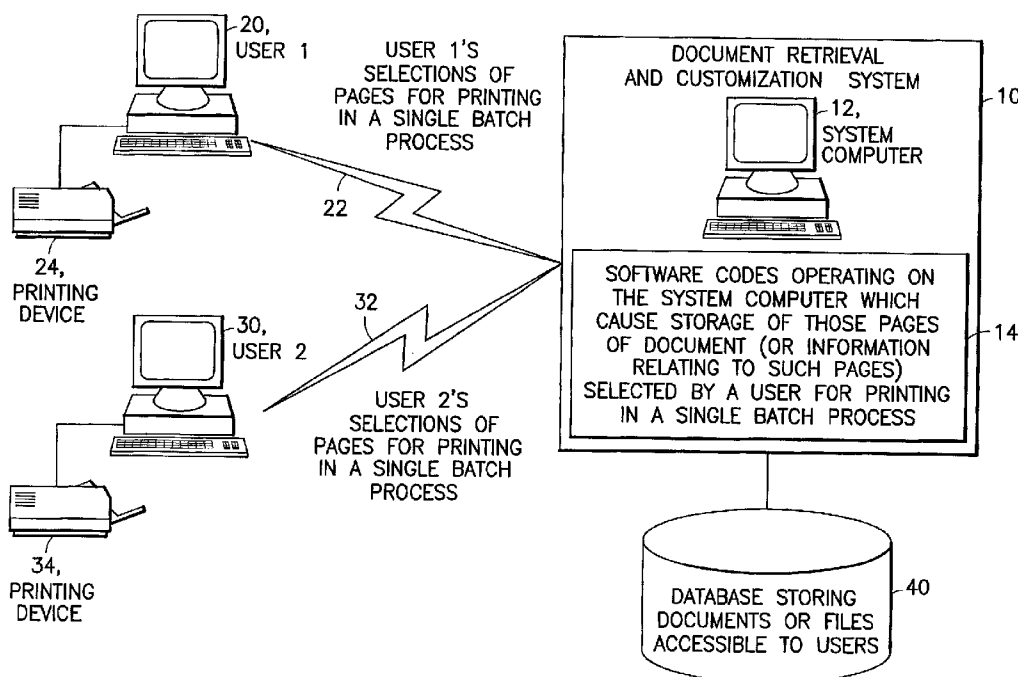 20,
USER 1
USER 1'S
SELECTIONS OF
PAGES FOR PRINTING
IN A SINGLE BATCH
PROCESS
22
24,
PRINTING
DEVICE
30,
USER 2
32
USER 2'S
SELECTIONS OF
PAGES FOR PRINTING
IN A SINGLE BATCH
PROCESS
34,
PRINTING
DEVICE
DOCUMENT RETRIEVAL
AND CUSTOMIZATION SYSTEM
10
12,
SYSTEM
COMPUTER
SOFTWARE CODES OPERATING ON
THE SYSTEM COMPUTER WHICH
CAUSE STORAGE OF THOSE PAGES
OF DOCUMENT (OR INFORMATION
RELATING TO SUCH PAGES)
SELECTED BY A USER FOR PRINTING
IN A SINGLE BATCH PROCESS
14
DATABASE STORING
DOCUMENTS OR FILES
ACCESSIBLE TO USERS
40